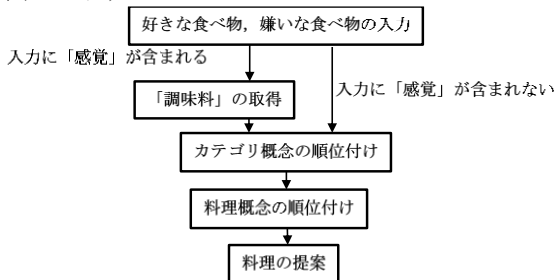 好きな食べ物，嫌いな食べ物の入力
入力に「感覚」が含まれる
「調味料」の取得
入力に「感覚」が含まれない
カテゴリ概念の順位付け
料理概念の順位付け
料理の提案